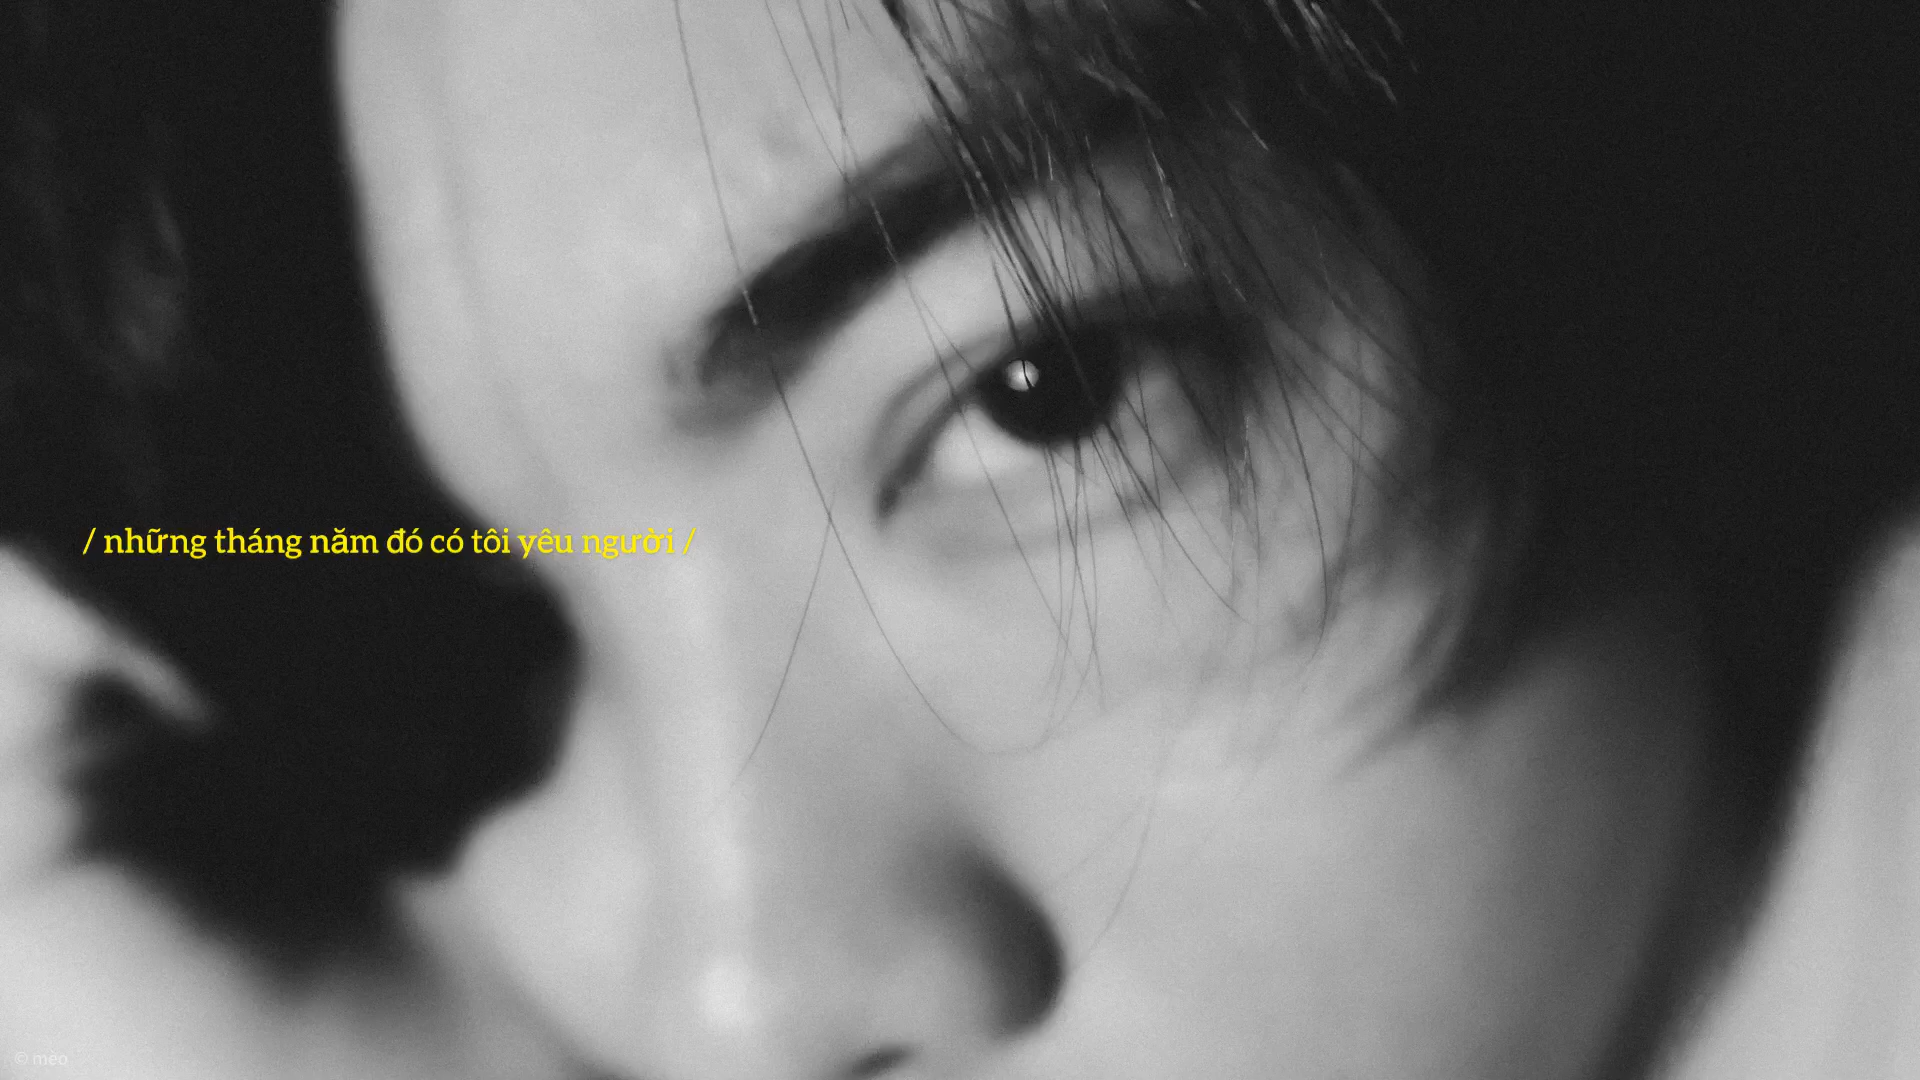 / những tháng năm đó có tôi yêu người /
© mèo